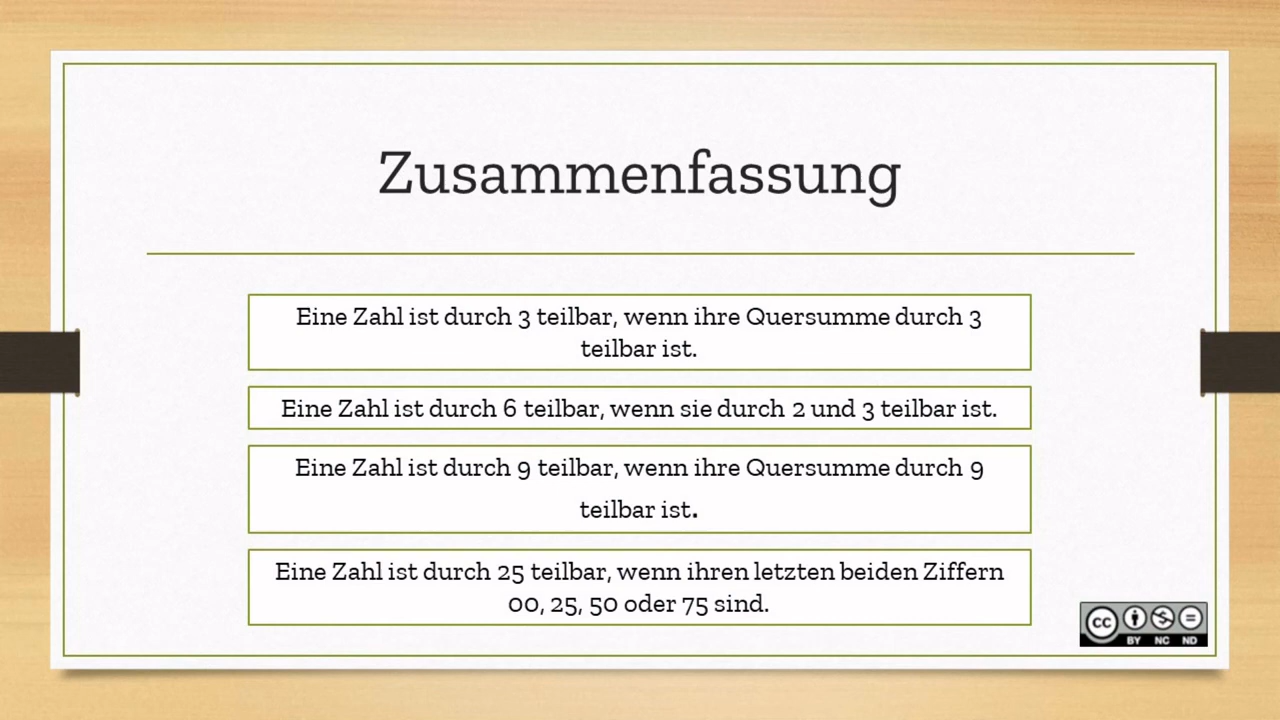 Zusammenfassung
Eine Zahl ist durch 3 teilbar, wenn ihre Quersumme durch 3
teilbar ist.
Eine Zahl ist durch 6 teilbar, wenn sie durch 2 und 3 teilbar ist.
Eine Zahl ist durch 9 teilbar, wenn ihre Quersumme durch 9
teilbar ist.
Eine Zahl ist durch 25 teilbar, wenn ihren letzten beiden Ziffern
00, 25, 50 oder 75 sind.
cc
BY NC ND